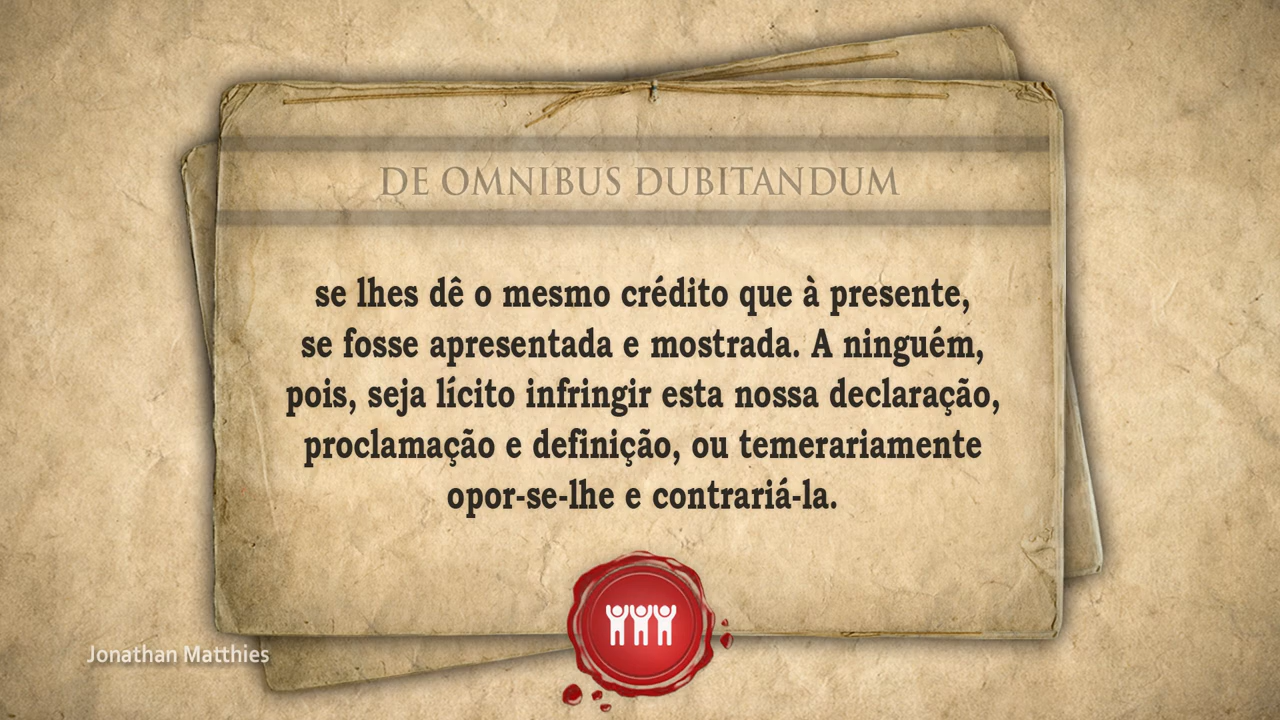 DE OMNIBUS DUBITANDUM
se lhes dê o mesmo crédito que à presente,
se fosse apresentada e mostrada. A ninguém,
pois, seja lícito infringir esta nossa declaração,
proclamação e definição, ou temerariamente
opor-se-lhe e contrariá-la.
Jonathan Matthies